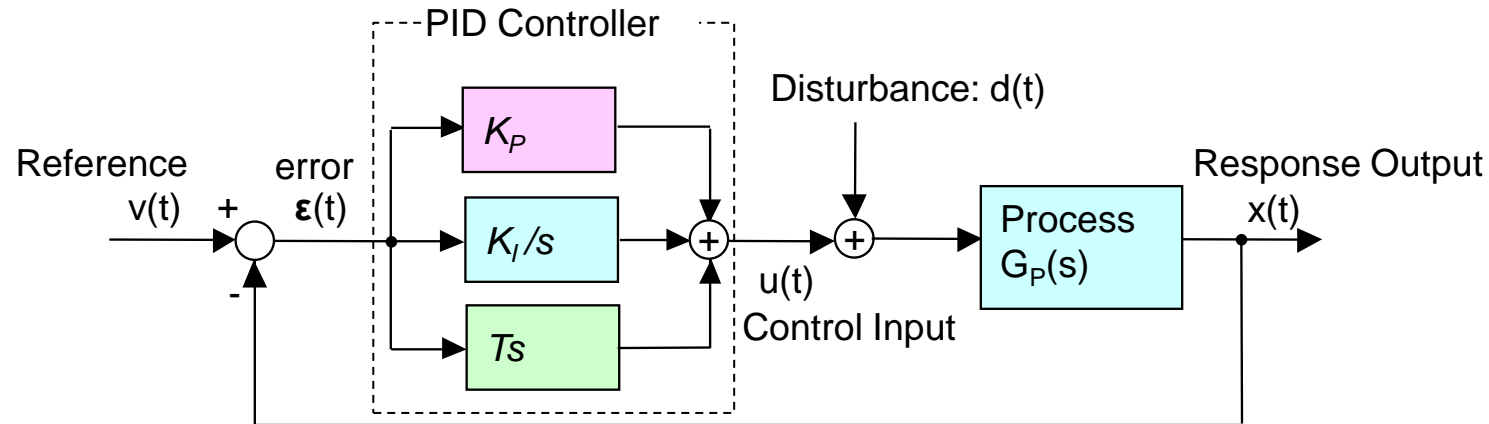 PID Controller
Disturbance: d(t)
K_P
Reference
v(t)
+
-
error
ε(t)
K_I /s
+
u(t)
Control Input
+
Process
G_P(s)
Response Output
x(t)
Ts